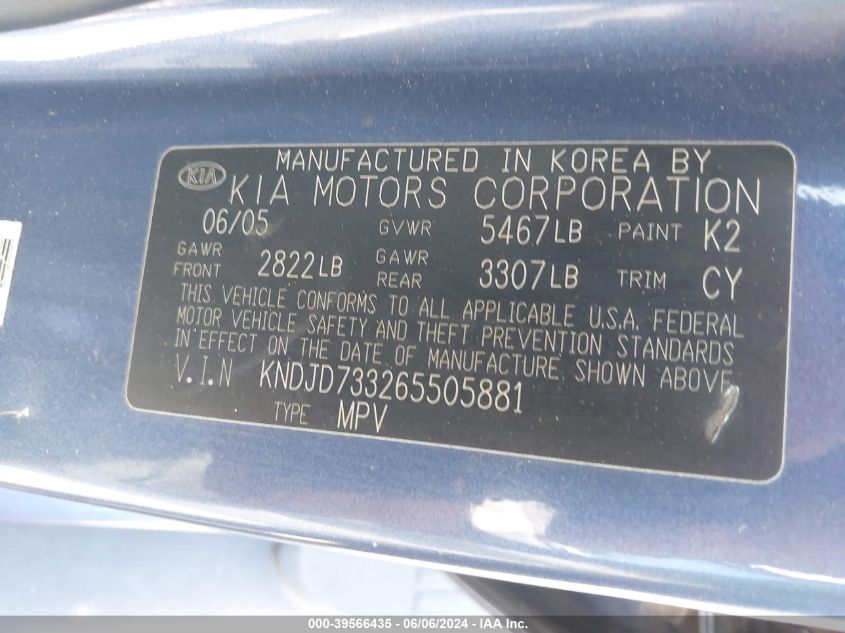 MANUFACTURED IN KOREA BY
KIA KIA MOTORS CORPORATION
06/05 GVWR 5467LB PAINT K2
GAWR FRONT 2822LB GAWR REAR 3307LB TRIM CY
THIS VEHICLE CONFORMS TO ALL APPLICABLE U.S.A. FEDERAL
MOTOR VEHICLE SAFETY AND THEFT PREVENTION STANDARDS
IN EFFECT ON THE DATE OF MANUFACTURE SHOWN ABOVE
V.I.N KNDJD733265505881
TYPE MPV
000-39566435 - 06/06/2024 - IAA Inc.